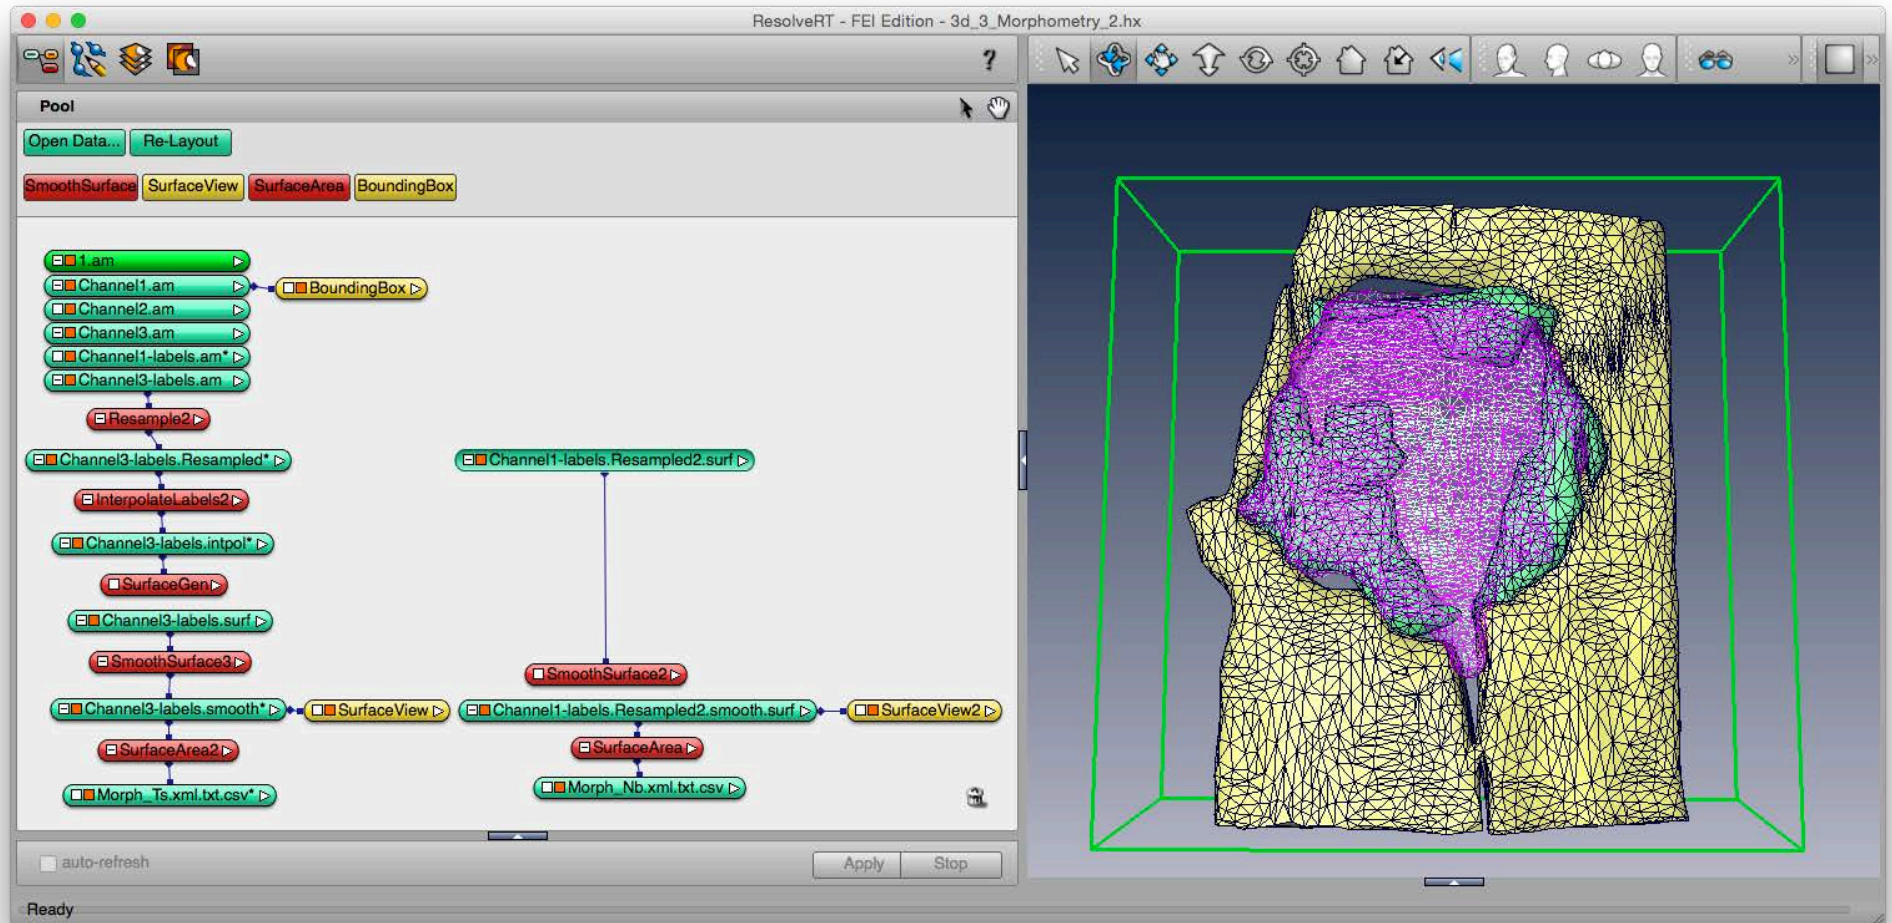 ResolveRT - FEI Edition - 3d_3_Morphometry_2.hx
?
Pool
Open Data... Re-Layout
SmoothSurface SurfaceView SurfaceArea BoundingBox
1.am
Channel1.am BoundingBox
Channel2.am
Channel3.am
Channel1-labels.am*
Channel3-labels.am
Resample2
Channel3-labels.Resampled* Channel1-labels.Resampled2.surf
InterpolateLabels2
Channel3-labels.intpol*
SurfaceGen
Channel3-labels.surf
SmoothSurface3
SmoothSurface2
Channel3-labels.smooth* SurfaceView Channel1-labels.Resampled2.smooth.surf SurfaceView2
SurfaceArea2 SurfaceArea
Morph_Ts.xml.txt.csv* Morph_Nb.xml.txt.csv
auto-refresh Apply Stop
Ready